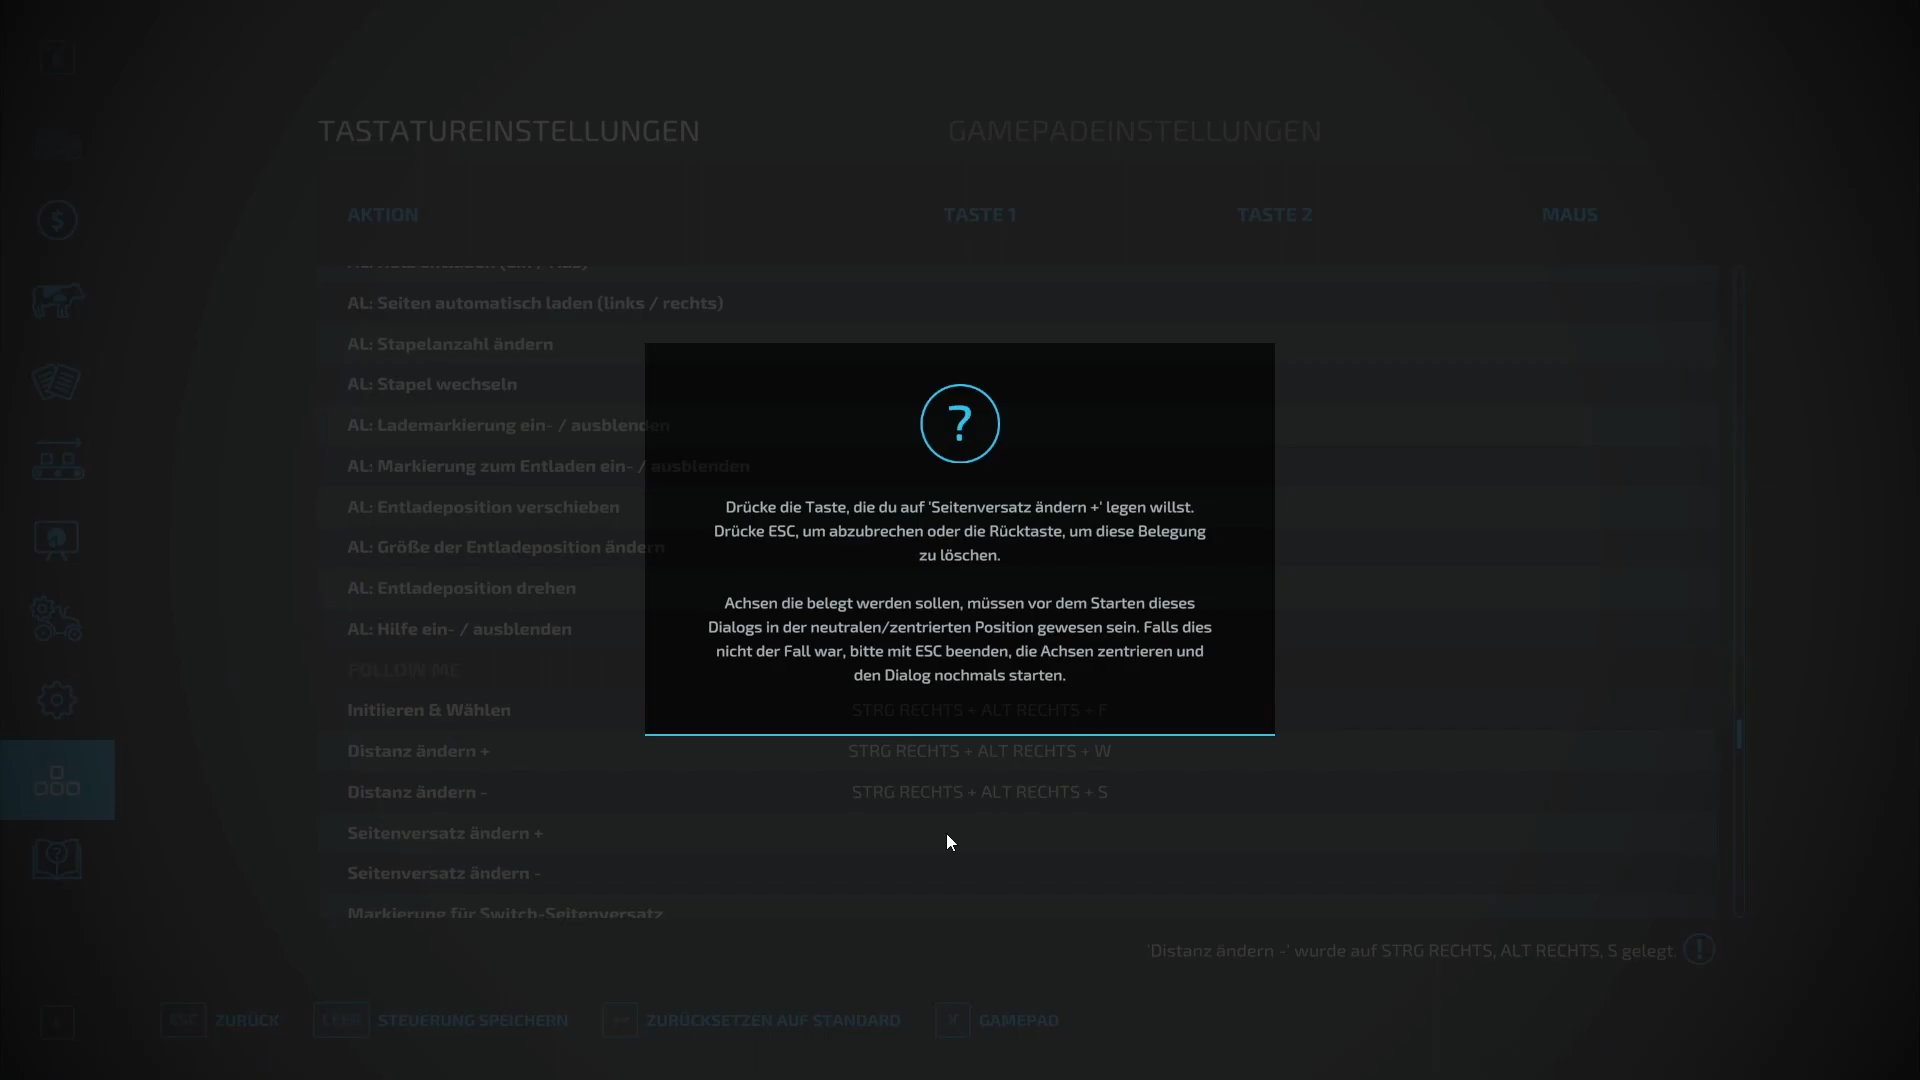 TASTATUREINSTELLUNGEN
GAMEPADEINSTELLUNGEN
AKTION
TASTE 1
TASTE 2
MAUS
AL: Seiten automatisch laden (links / rechts)
AL: Stapelanzahl ändern
AL: Stapel wechseln
AL: Lademarkierung ein- / ausblenden
AL: Markierung zum Entladen ein- / ausblenden
AL: Entladeposition verschieben
AL: Größe der Entladeposition ändern
AL: Entladeposition drehen
AL: Hilfe ein- / ausblenden
FOLLOW ME
Initiieren & Wählen
STRG RECHTS + ALT RECHTS + F
Distanz ändern +
STRG RECHTS + ALT RECHTS + W
Distanz ändern -
STRG RECHTS + ALT RECHTS + S
Seitenversatz ändern +
Seitenversatz ändern -
Markierung für Switch-Seitenversatz
?
Drücke die Taste, die du auf 'Seitenversatz ändern +' legen willst.
Drücke ESC, um abzubrechen oder die Rücktaste, um diese Belegung
zu löschen.
Achsen die belegt werden sollen, müssen vor dem Starten dieses
Dialogs in der neutralen/zentrierten Position gewesen sein. Falls dies
nicht der Fall war, bitte mit ESC beenden, die Achsen zentrieren und
den Dialog nochmals starten.
'Distanz ändern -' wurde auf STRG RECHTS, ALT RECHTS, S gelegt.
ESC ZURÜCK
LEER STEUERUNG SPEICHERN
ZURÜCKSETZEN AUF STANDARD
X GAMEPAD